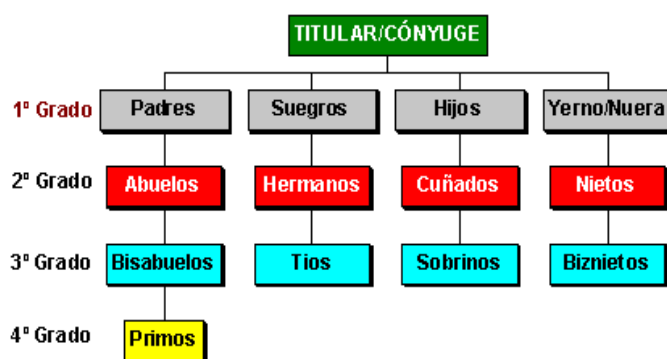 TITULAR/CÓNYUGE
1º Grado Padres Suegros Hijos Yerno/Nuera
2º Grado Abuelos Hermanos Cuñados Nietos
3º Grado Bisabuelos Tios Sobrinos Biznietos
4º Grado Primos